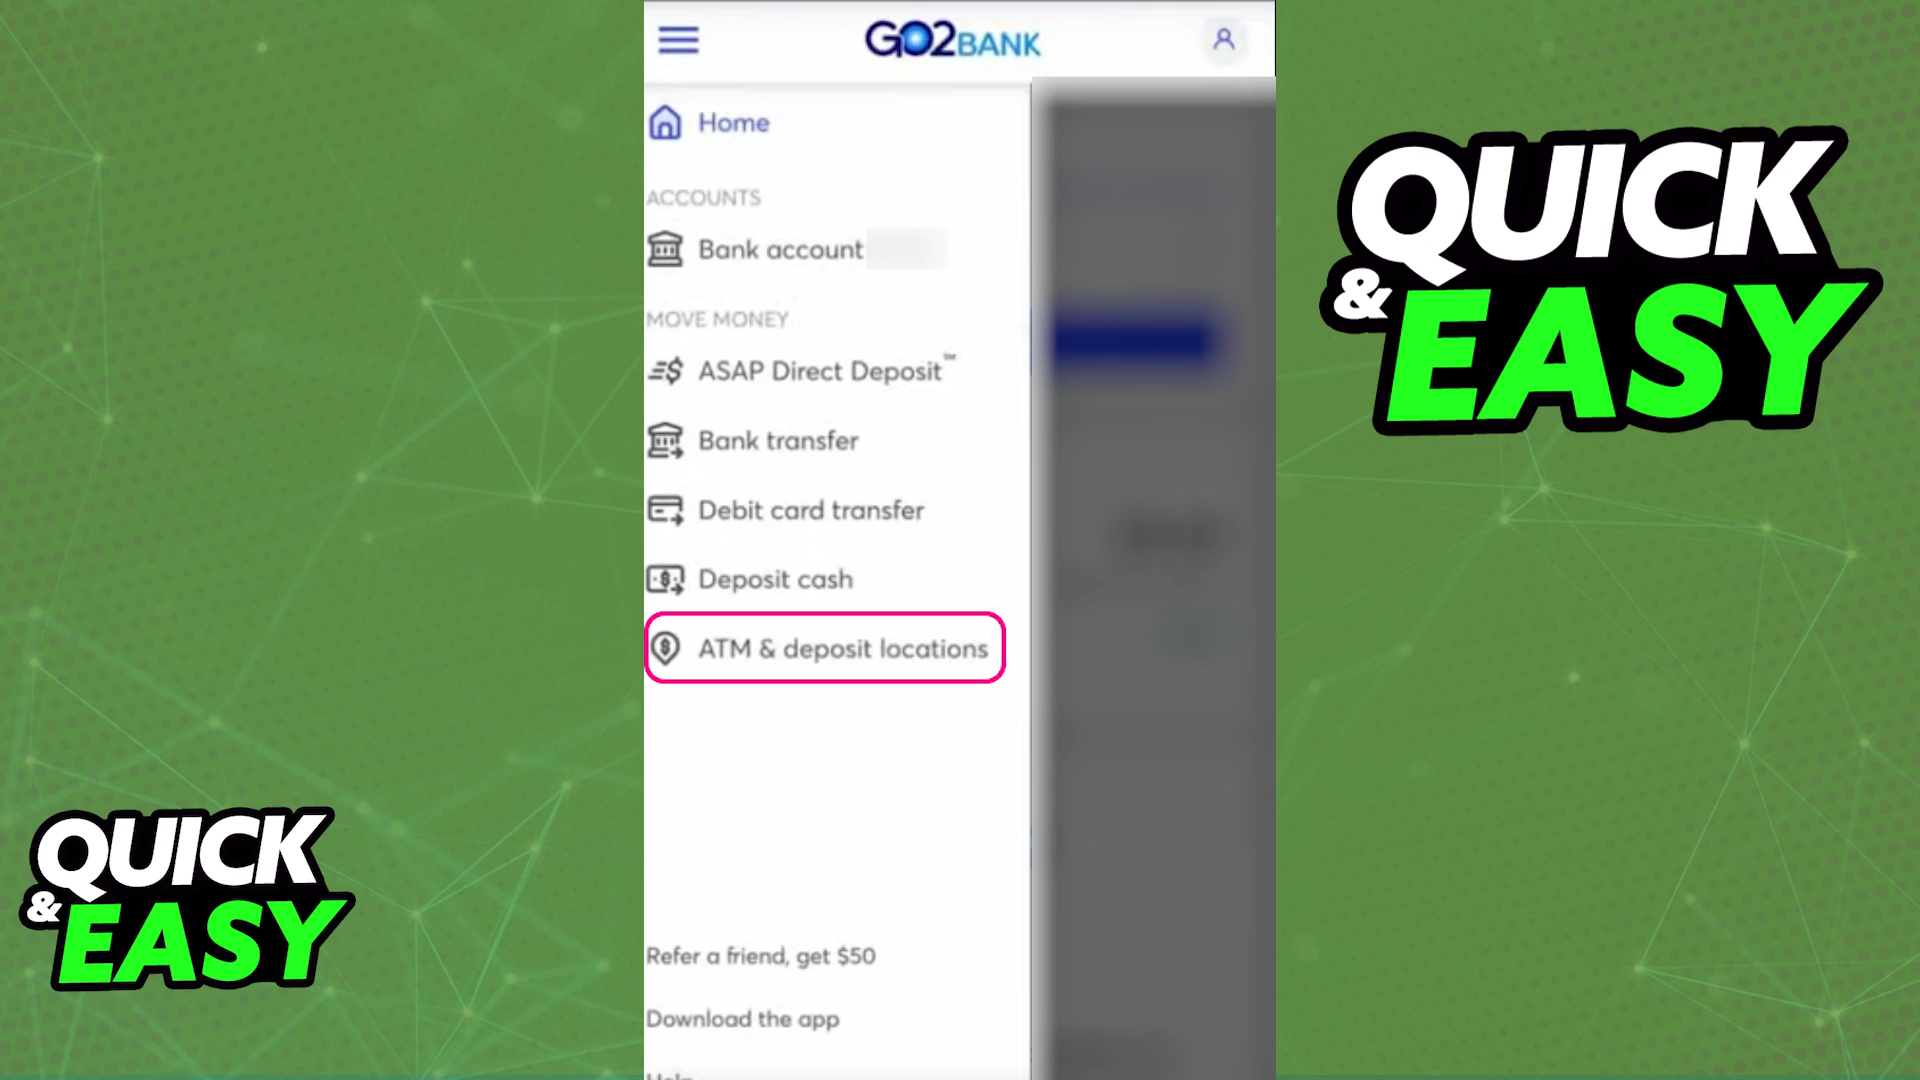 GO2BANK
Home
ACCOUNTS
Bank account
MOVE MONEY
ASAP Direct Deposit™
Bank transfer
Debit card transfer
Deposit cash
ATM & deposit locations
Refer a friend, get $50
Download the app
Help
QUICK
& EASY
QUICK
& EASY